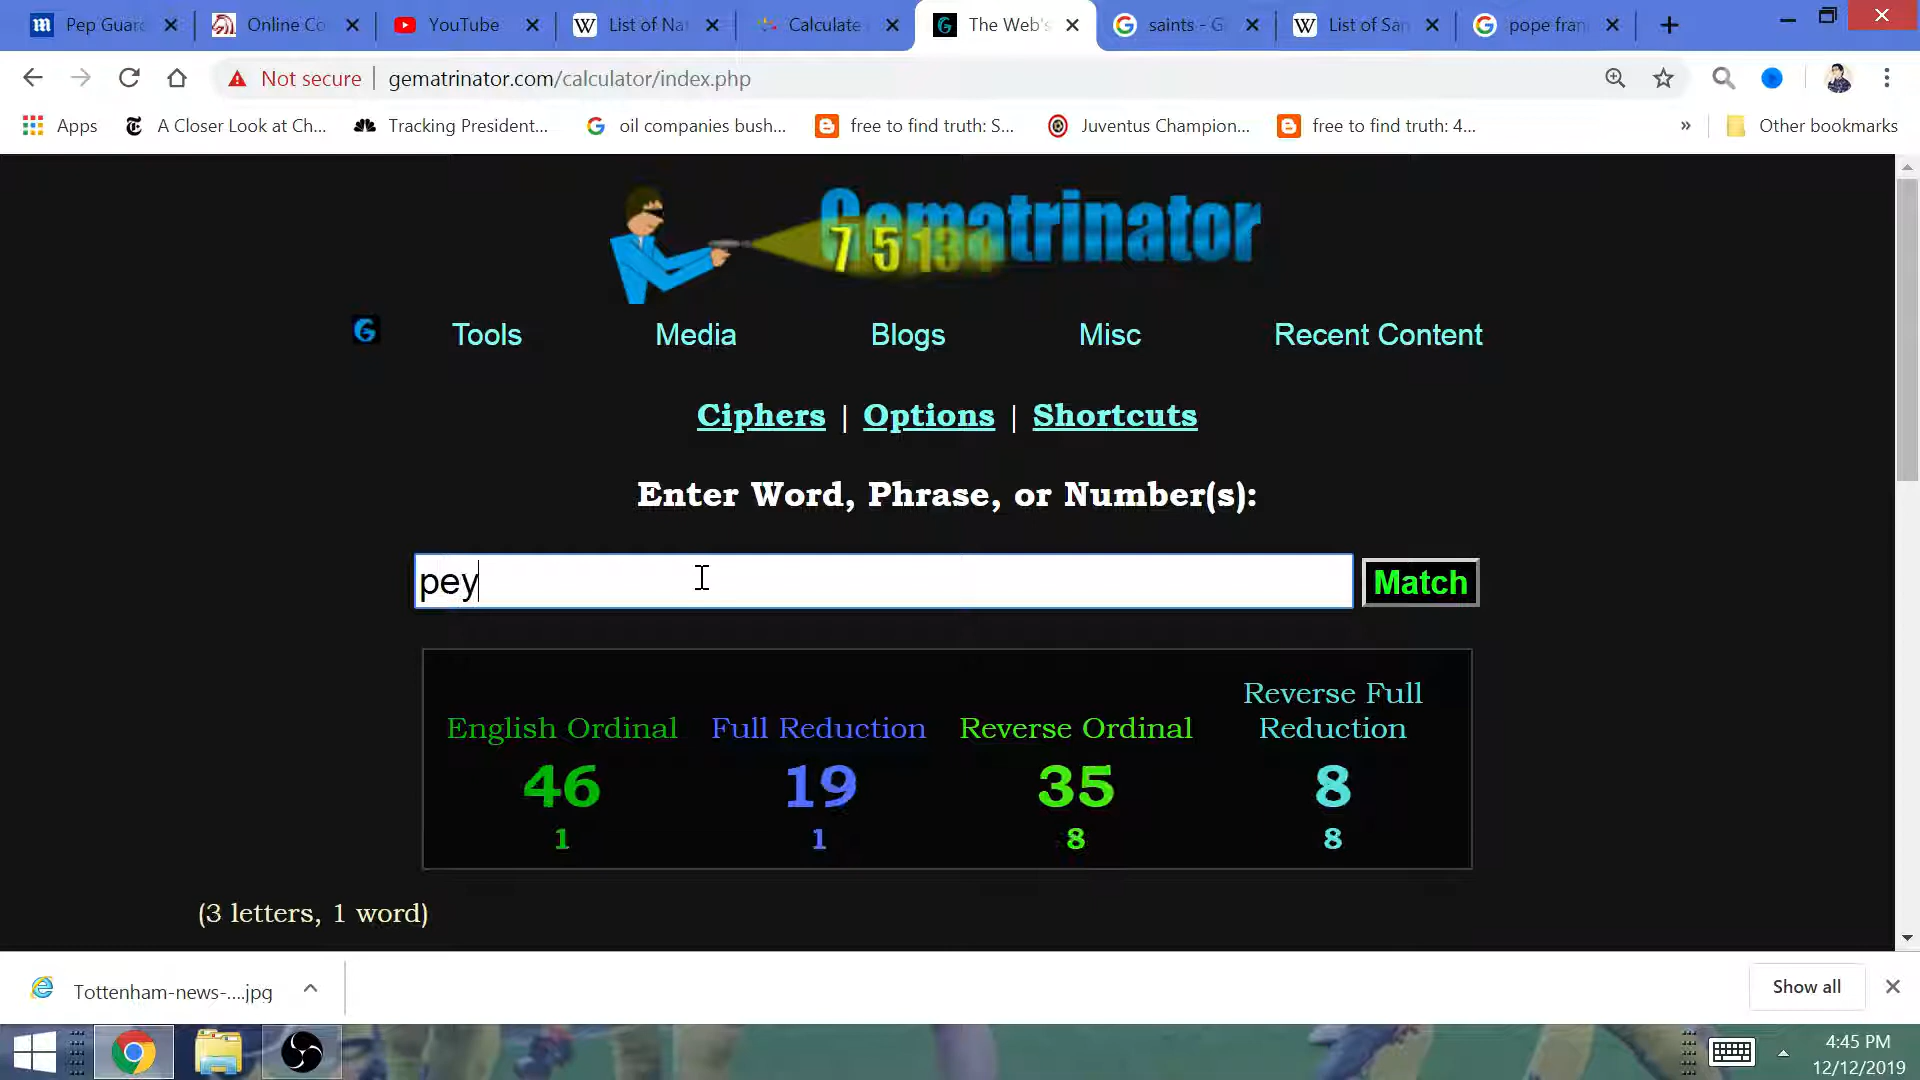 Pep Guard
Online Co
YouTube
List of Na
Calculate
The Web's
saints - G
List of San
pope fran
Not secure
gematrinator.com/calculator/index.php
Apps
A Closer Look at Ch...
Tracking President...
oil companies bush...
free to find truth: S...
Juventus Champion...
free to find truth: 4...
»
Other bookmarks
Gematrinator
7 5 13
Tools
Media
Blogs
Misc
Recent Content
Ciphers | Options | Shortcuts
Enter Word, Phrase, or Number(s):
pey
Match
English Ordinal
Full Reduction
Reverse Ordinal
Reverse Full
Reduction
46
19
35
8
1
1
8
8
(3 letters, 1 word)
Tottenham-news-....jpg
Show all
4:45 PM
12/12/2019